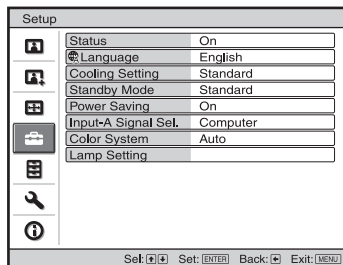 Setup
Status On
Language English
Cooling Setting Standard
Standby Mode Standard
Power Saving On
Input-A Signal Sel. Computer
Color System Auto
Lamp Setting
Sel: Set: ENTER Back: Exit: MENU